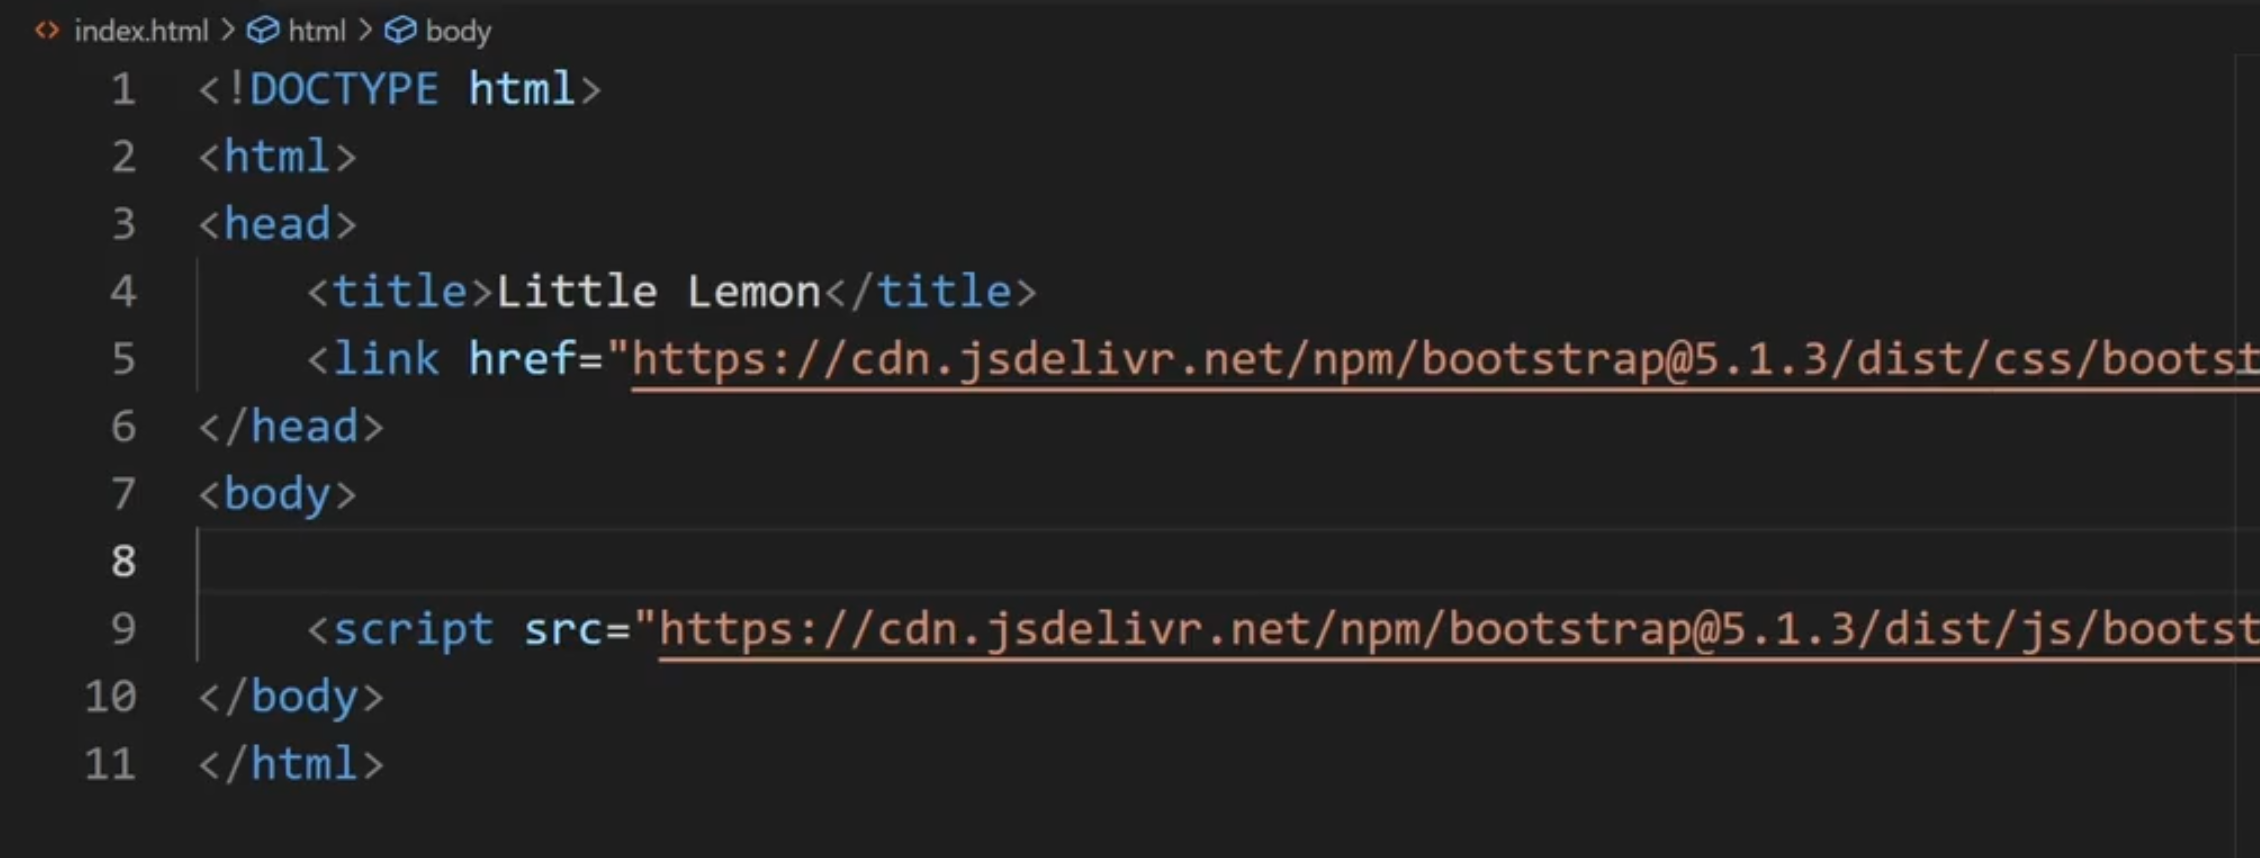 index.html > html > body
1 <!DOCTYPE html>
2 <html>
3 <head>
4 <title>Little Lemon</title>
5 <link href="https://cdn.jsdelivr.net/npm/bootstrap@5.1.3/dist/css/bootst
6 </head>
7 <body>
8
9 <script src="https://cdn.jsdelivr.net/npm/bootstrap@5.1.3/dist/js/bootst
10 </body>
11 </html>